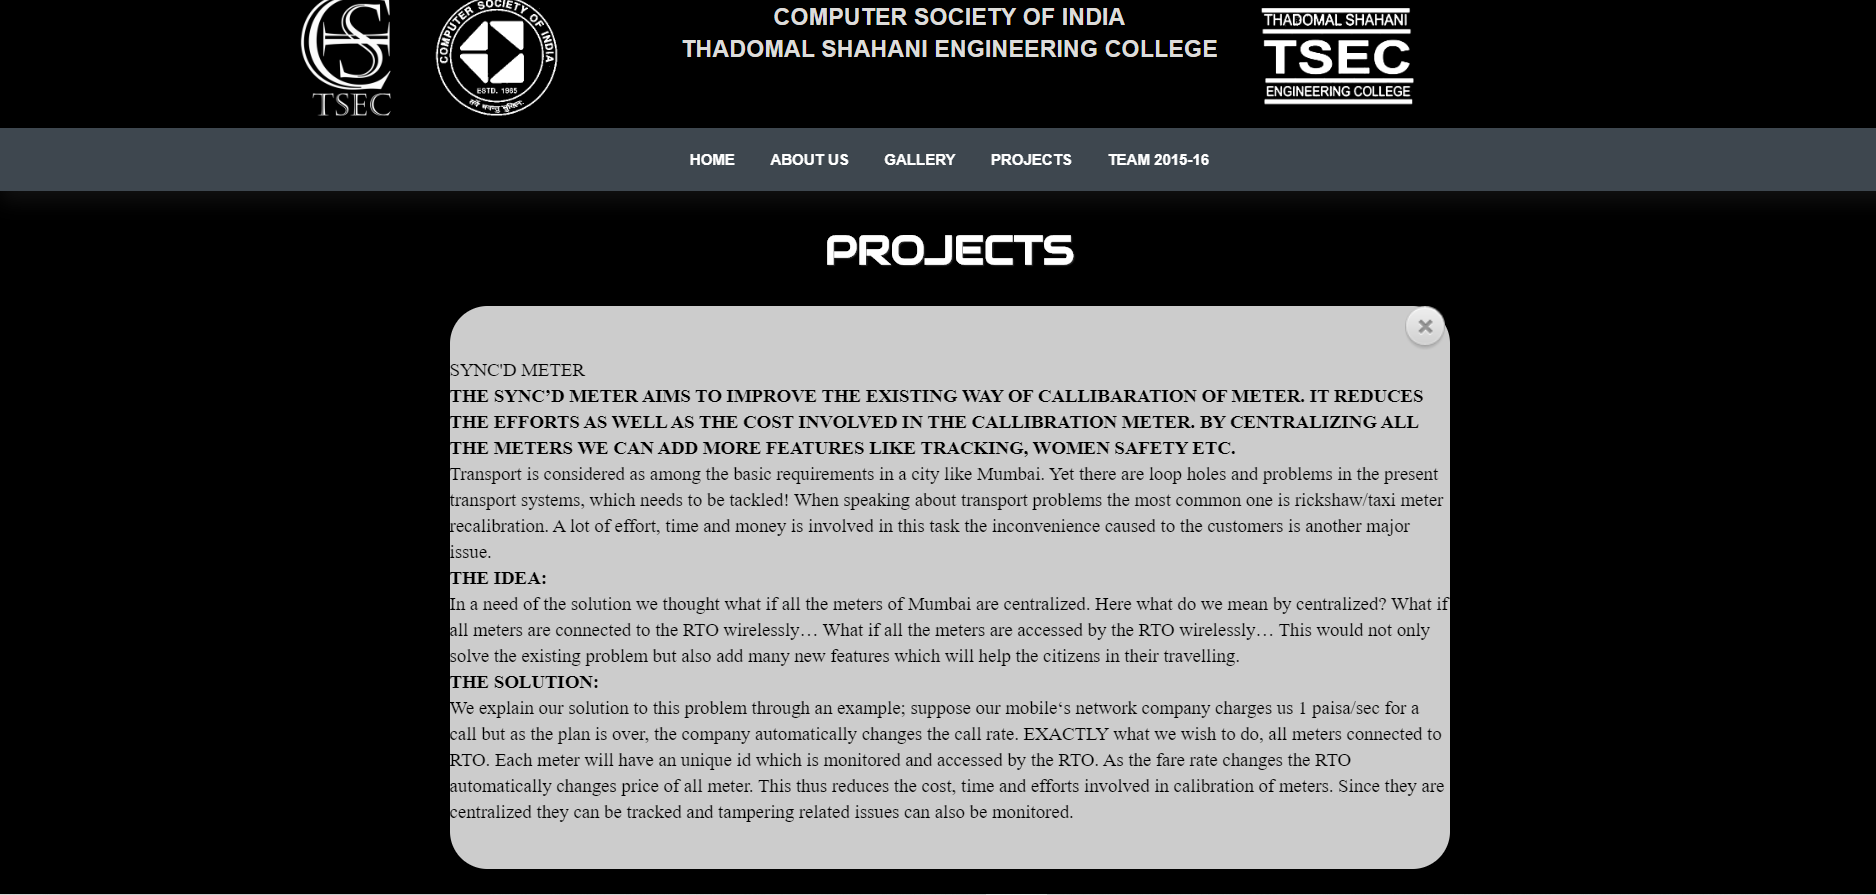 TSEC
COMPUTER SOCIETY OF INDIA
ESTD. 1965
COMPUTER SOCIETY OF INDIA
THADOMAL SHAHANI ENGINEERING COLLEGE
THADOMAL SHAHANI
TSEC
ENGINEERING COLLEGE
HOME ABOUT US GALLERY PROJECTS TEAM 2015-16
PROJECTS
SYNC'D METER
THE SYNC’D METER AIMS TO IMPROVE THE EXISTING WAY OF CALLIBARATION OF METER. IT REDUCES
THE EFFORTS AS WELL AS THE COST INVOLVED IN THE CALLIBRATION METER. BY CENTRALIZING ALL
THE METERS WE CAN ADD MORE FEATURES LIKE TRACKING, WOMEN SAFETY ETC.
Transport is considered as among the basic requirements in a city like Mumbai. Yet there are loop holes and problems in the present
transport systems, which needs to be tackled! When speaking about transport problems the most common one is rickshaw/taxi meter
recalibration. A lot of effort, time and money is involved in this task the inconvenience caused to the customers is another major
issue.
THE IDEA:
In a need of the solution we thought what if all the meters of Mumbai are centralized. Here what do we mean by centralized? What if
all meters are connected to the RTO wirelessly… What if all the meters are accessed by the RTO wirelessly… This would not only
solve the existing problem but also add many new features which will help the citizens in their travelling.
THE SOLUTION:
We explain our solution to this problem through an example; suppose our mobile‘s network company charges us 1 paisa/sec for a
call but as the plan is over, the company automatically changes the call rate. EXACTLY what we wish to do, all meters connected to
RTO. Each meter will have an unique id which is monitored and accessed by the RTO. As the fare rate changes the RTO
automatically changes price of all meter. This thus reduces the cost, time and efforts involved in calibration of meters. Since they are
centralized they can be tracked and tampering related issues can also be monitored.